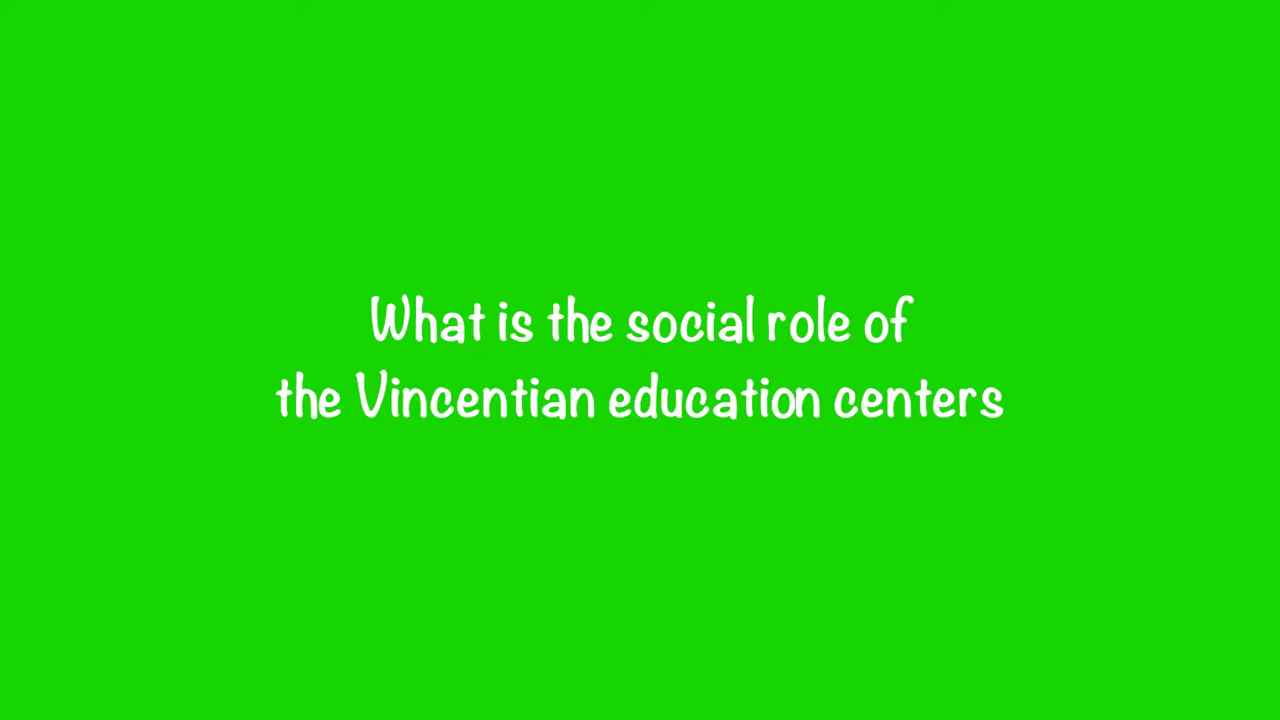 What is the social role of
the Vincentian education centers